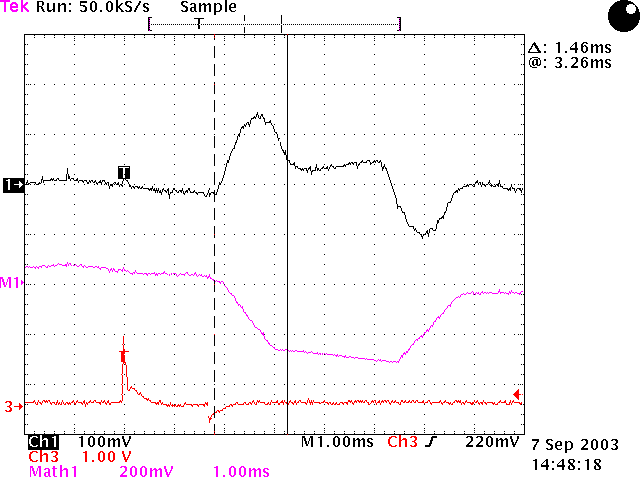 Tek Run: 50.0kS/s Sample
Δ: 1.46ms
@: 3.26ms
T
T
1→
M1
T
3→
Ch1 100mV M1.00ms Ch3 220mV
Ch3 1.00 V
Math1 200mV 1.00ms
7 Sep 2003
14:48:18